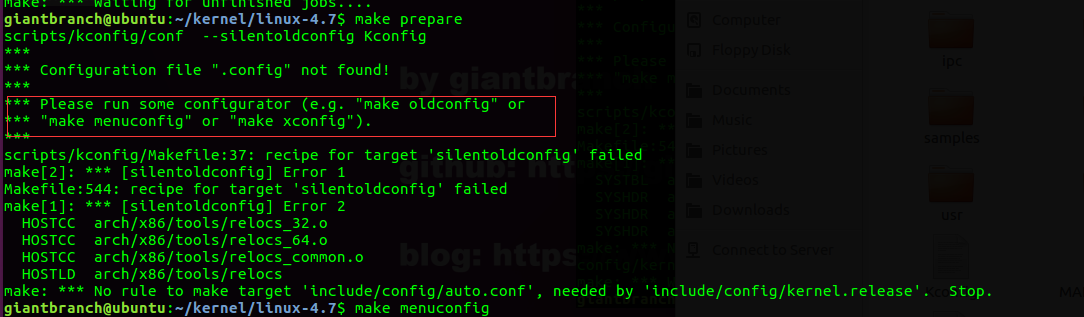 make: *** Waiting for unfinished jobs....
giantbranch@ubuntu:~/kernel/linux-4.7$ make prepare
scripts/kconfig/conf  --silentoldconfig Kconfig
***
*** Configuration file ".config" not found!
***
*** Please run some configurator (e.g. "make oldconfig" or
*** "make menuconfig" or "make xconfig").
***
scripts/kconfig/Makefile:37: recipe for target 'silentoldconfig' failed
make[2]: *** [silentoldconfig] Error 1
Makefile:544: recipe for target 'silentoldconfig' failed
make[1]: *** [silentoldconfig] Error 2
  HOSTCC  arch/x86/tools/relocs_32.o
  HOSTCC  arch/x86/tools/relocs_64.o
  HOSTCC  arch/x86/tools/relocs_common.o
  HOSTLD  arch/x86/tools/relocs
make: *** No rule to make target 'include/config/auto.conf', needed by 'include/config/kernel.release'.  Stop.
giantbranch@ubuntu:~/kernel/linux-4.7$ make menuconfig
by giantbra
github: htt
blog: https
Computer
Floppy Disk
Documents
Music
Pictures
Videos
Downloads
Connect to Server
ipc
samples
usr